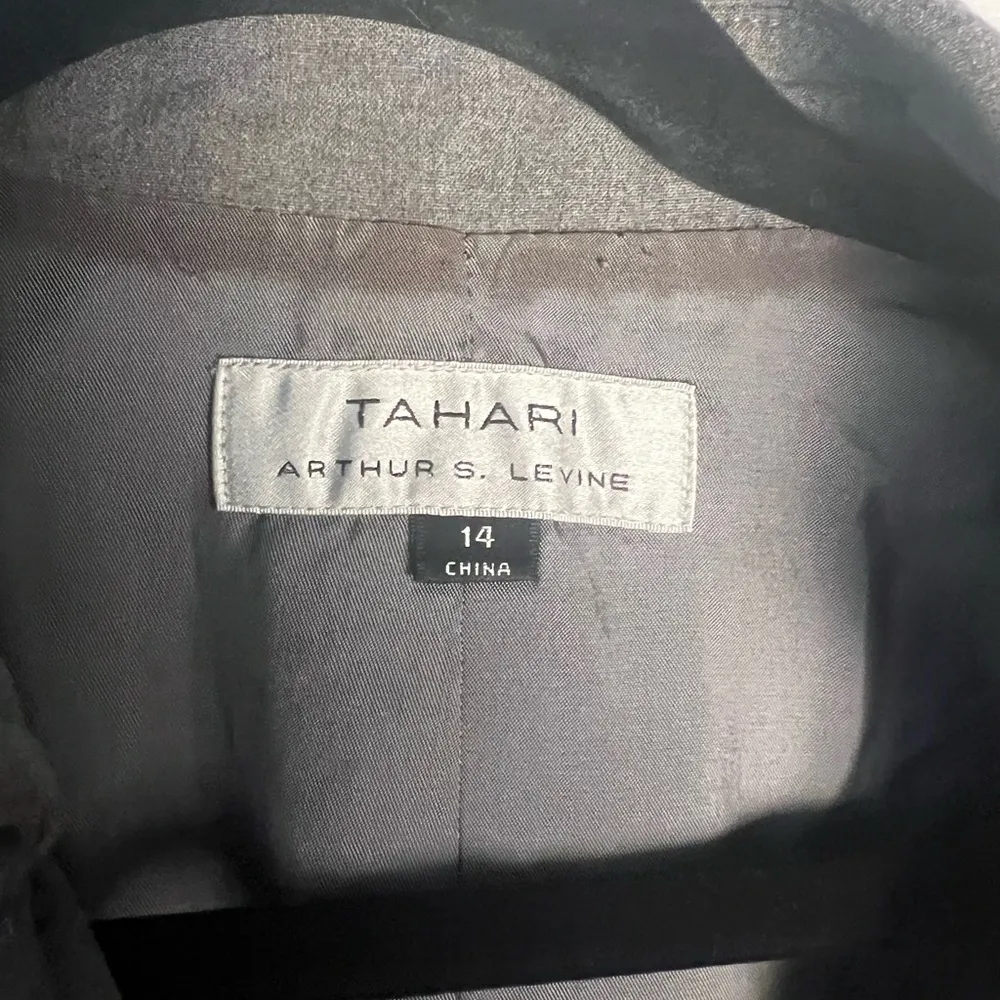 TAHARI
ARTHUR S. LEVINE
14
CHINA